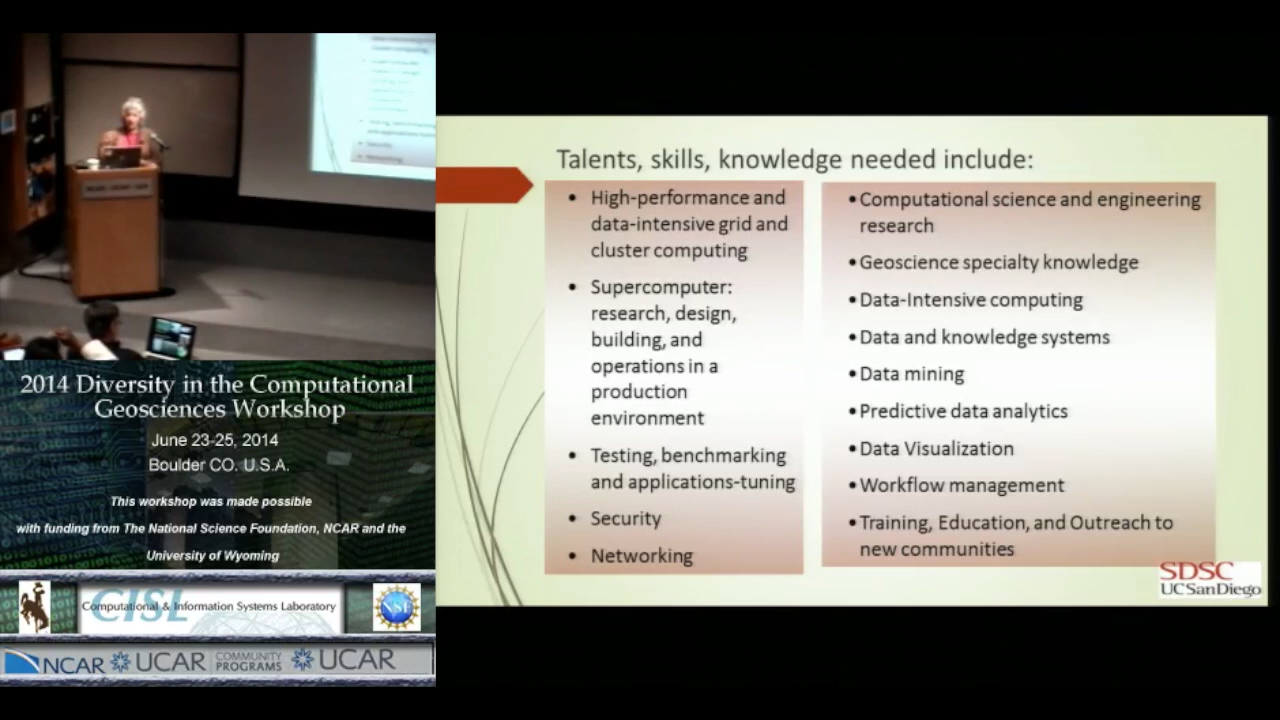 2014 Diversity in the Computational
Geosciences Workshop
June 23-25, 2014
Boulder CO. U.S.A.
This workshop was made possible
with funding from The National Science Foundation, NCAR and the
University of Wyoming
CISL
Computational & Information Systems Laboratory
NSF
NCAR UCAR COMMUNITY PROGRAMS UCAR
Talents, skills, knowledge needed include:
• High-performance and
data-intensive grid and
cluster computing
• Supercomputer:
research, design,
building, and
operations in a
production
environment
• Testing, benchmarking
and applications-tuning
• Security
• Networking
•Computational science and engineering
research
•Geoscience specialty knowledge
•Data-Intensive computing
•Data and knowledge systems
•Data mining
•Predictive data analytics
•Data Visualization
•Workflow management
•Training, Education, and Outreach to
new communities
SDSC
UC San Diego